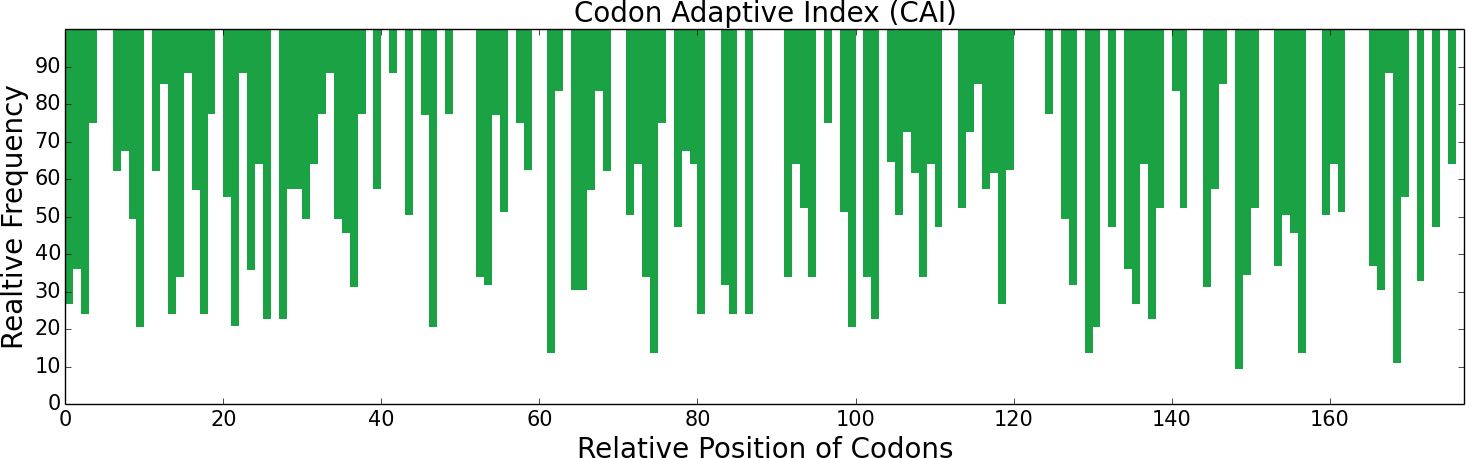 Codon Adaptive Index (CAI)
Realtive Frequency
90
80
70
60
50
40
30
20
10
0
0 20 40 60 80 100 120 140 160
Relative Position of Codons